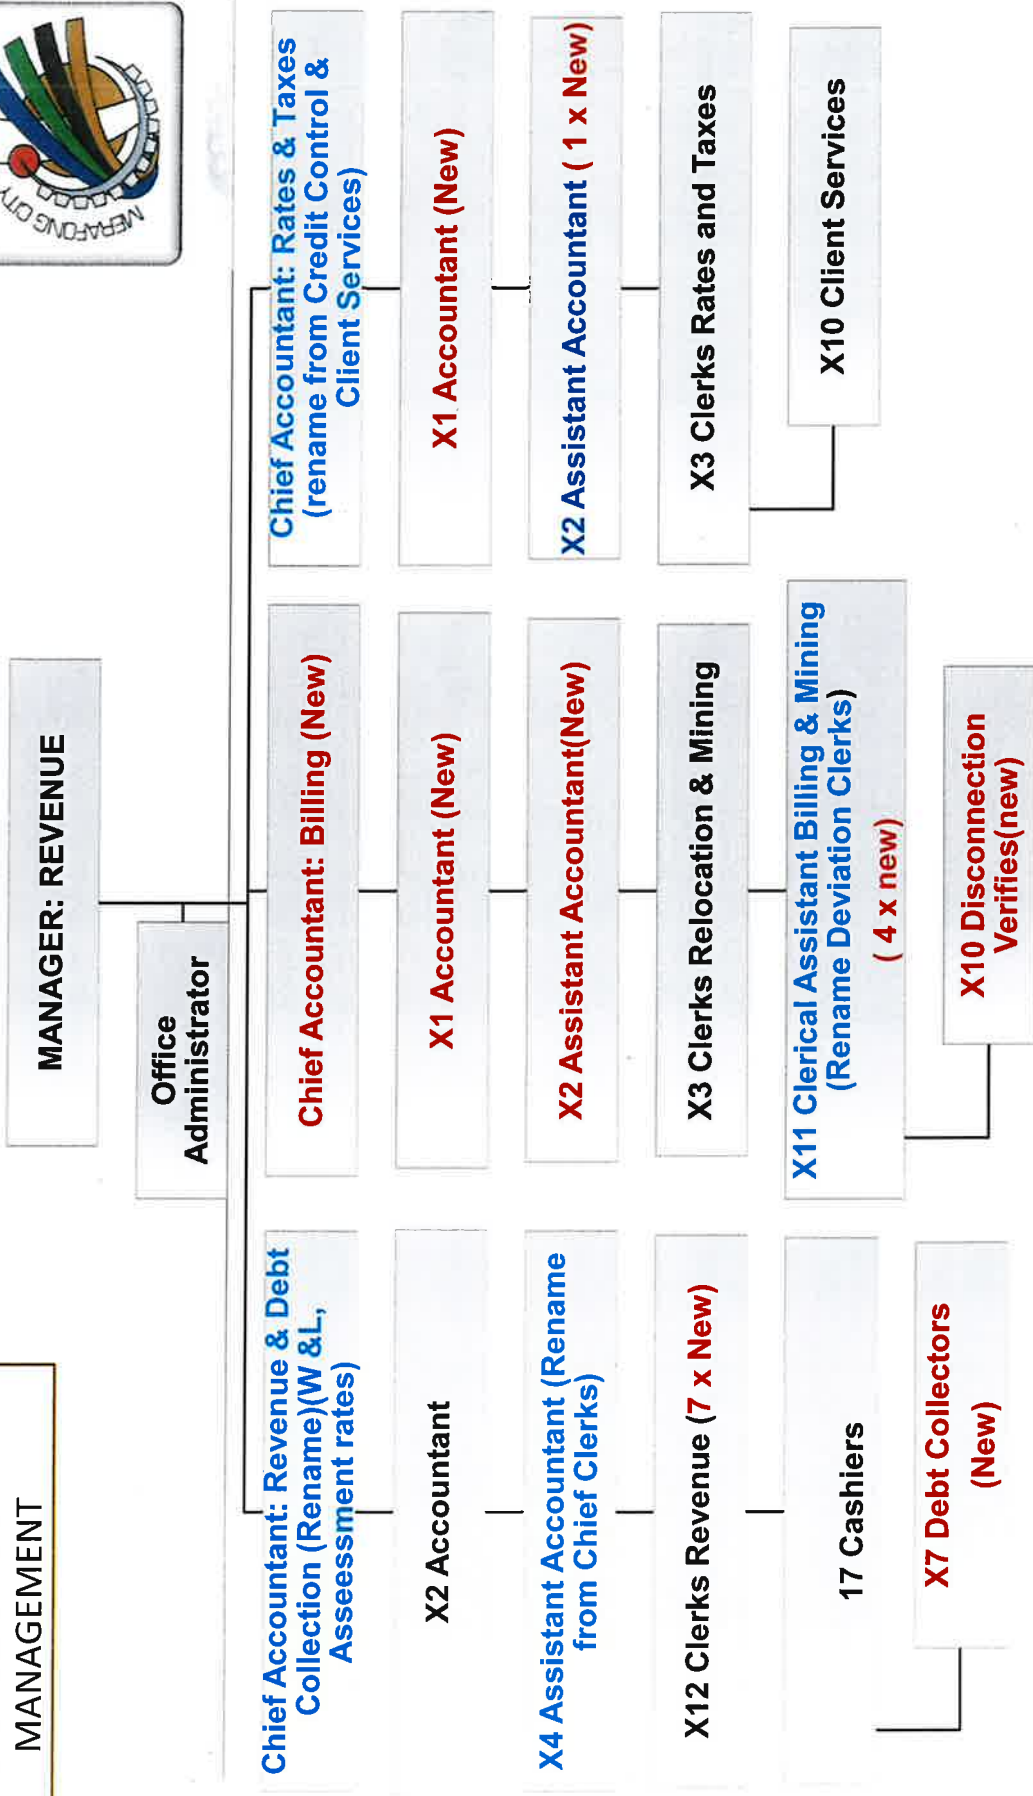 MANAGEMENT
MERAFONG CITY
MANAGER: REVENUE
Office
Administrator
Chief Accountant: Revenue & Debt
Collection (Rename)(W &L,
Asseessment rates)
X2 Accountant
X4 Assistant Accountant (Rename
from Chief Clerks)
X12 Clerks Revenue (7 x New)
17 Cashiers
X7 Debt Collectors
(New)
Chief Accountant: Billing (New)
X1 Accountant (New)
X2 Assistant Accountant(New)
X3 Clerks Relocation & Mining
X11 Clerical Assistant Billing & Mining
(Rename Deviation Clerks)
( 4 x new)
X10 Disconnection
Verifies(new)
Chief Accountant: Rates & Taxes
(rename from Credit Control &
Client Services)
X1 Accountant (New)
X2 Assistant Accountant ( 1 x New)
X3 Clerks Rates and Taxes
X10 Client Services